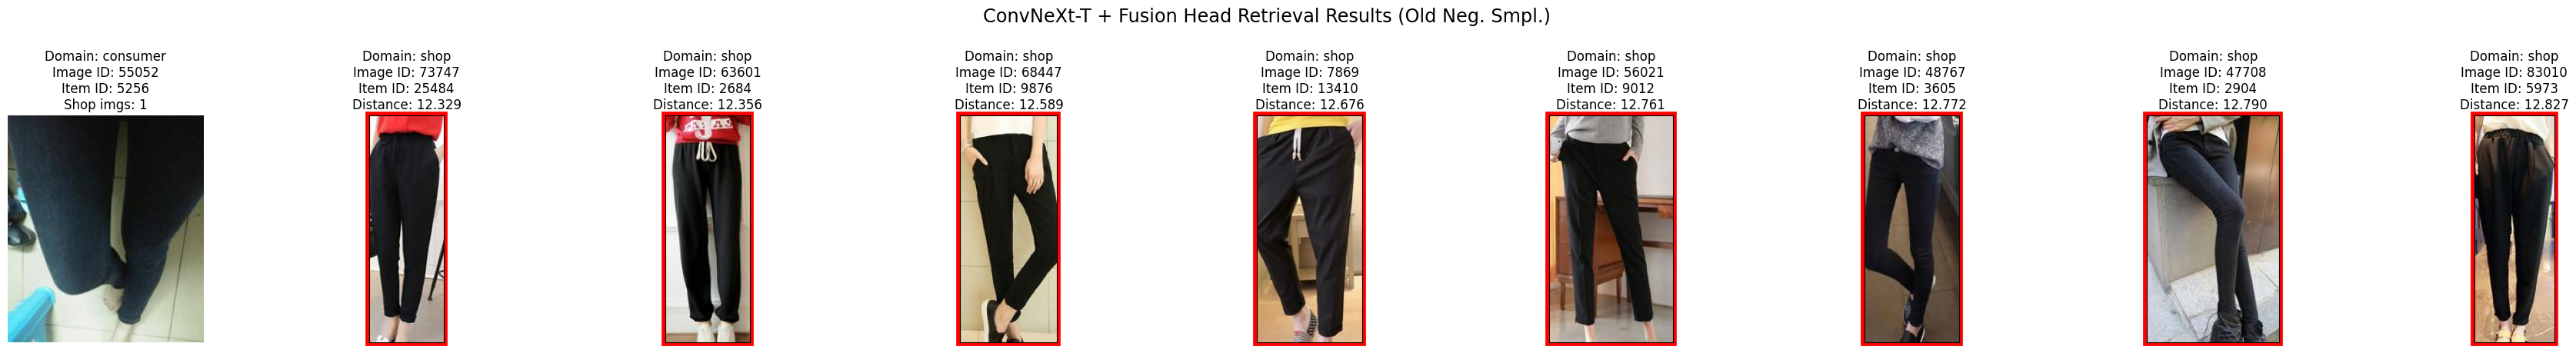 ConvNeXt-T + Fusion Head Retrieval Results (Old Neg. Smpl.)
Domain: consumer
Image ID: 55052
Item ID: 5256
Shop imgs: 1
Domain: shop
Image ID: 73747
Item ID: 25484
Distance: 12.329
Domain: shop
Image ID: 63601
Item ID: 2684
Distance: 12.356
Domain: shop
Image ID: 68447
Item ID: 9876
Distance: 12.589
Domain: shop
Image ID: 7869
Item ID: 13410
Distance: 12.676
Domain: shop
Image ID: 56021
Item ID: 9012
Distance: 12.761
Domain: shop
Image ID: 48767
Item ID: 3605
Distance: 12.772
Domain: shop
Image ID: 47708
Item ID: 2904
Distance: 12.790
Domain: shop
Image ID: 83010
Item ID: 5973
Distance: 12.827